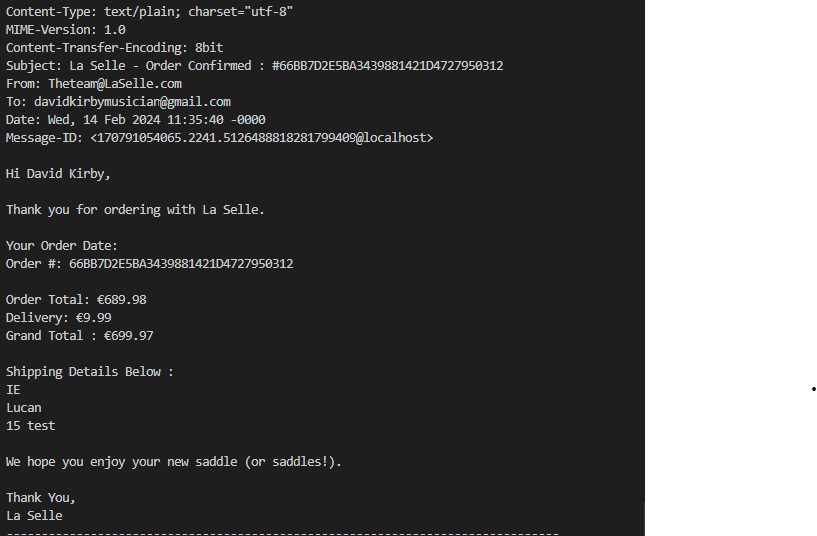 Content-Type: text/plain; charset="utf-8"
MIME-Version: 1.0
Content-Transfer-Encoding: 8bit
Subject: La Selle - Order Confirmed : #66BB7D2E5BA3439881421D4727950312
From: Theteam@LaSelle.com
To: davidkirbymusician@gmail.com
Date: Wed, 14 Feb 2024 11:35:40 -0000
Message-ID: <170791054065.2241.5126488818281799409@localhost>
Hi David Kirby,
Thank you for ordering with La Selle.
Your Order Date:
Order #: 66BB7D2E5BA3439881421D4727950312
Order Total: €689.98
Delivery: €9.99
Grand Total : €699.97
Shipping Details Below :
IE
Lucan
15 test
We hope you enjoy your new saddle (or saddles!).
Thank You,
La Selle
-------------------------------------------------------------------------------